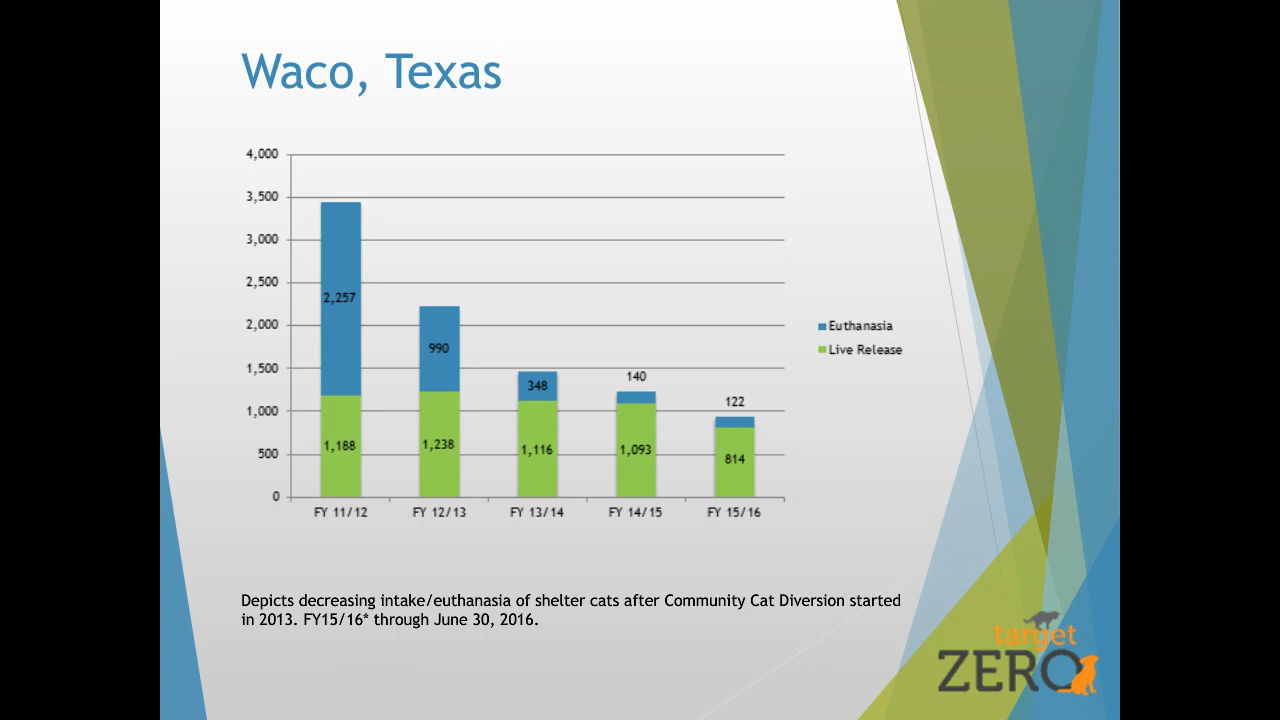 Waco, Texas
4,000
3,500
3,000
2,500
2,000
1,500
1,000
500
0
2,257
1,188
990
1,238
348
1,116
140
1,093
122
814
FY 11/12
FY 12/13
FY 13/14
FY 14/15
FY 15/16
Euthanasia
Live Release
Depicts decreasing intake/euthanasia of shelter cats after Community Cat Diversion started
in 2013. FY15/16* through June 30, 2016.
target
ZERO